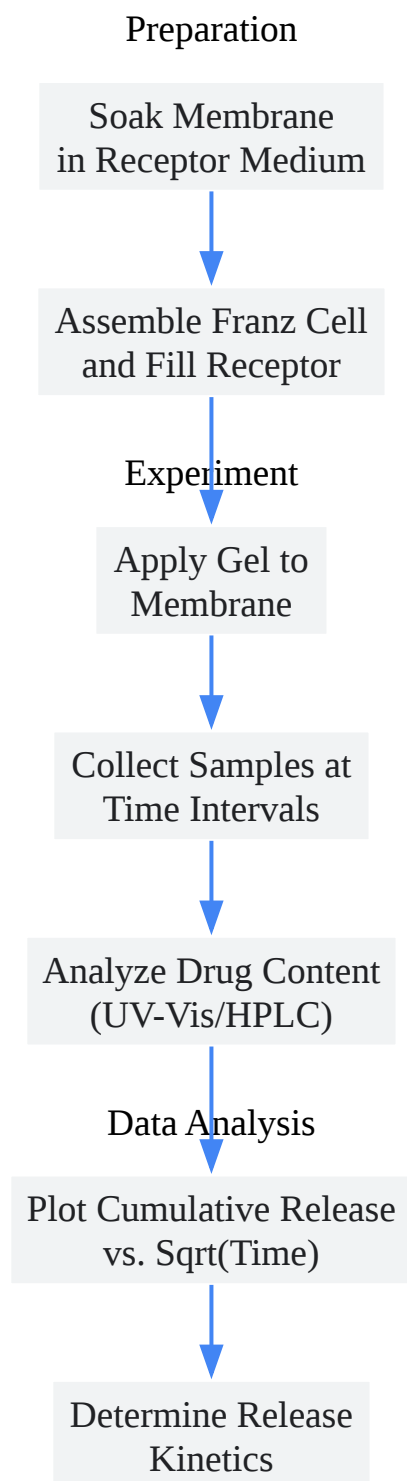 Preparation
Soak Membrane
in Receptor Medium
Assemble Franz Cell
and Fill Receptor
Experiment
Apply Gel to
Membrane
Collect Samples at
Time Intervals
Analyze Drug Content
(UV-Vis/HPLC)
Data Analysis
Plot Cumulative Release
vs. Sqrt(Time)
Determine Release
Kinetics